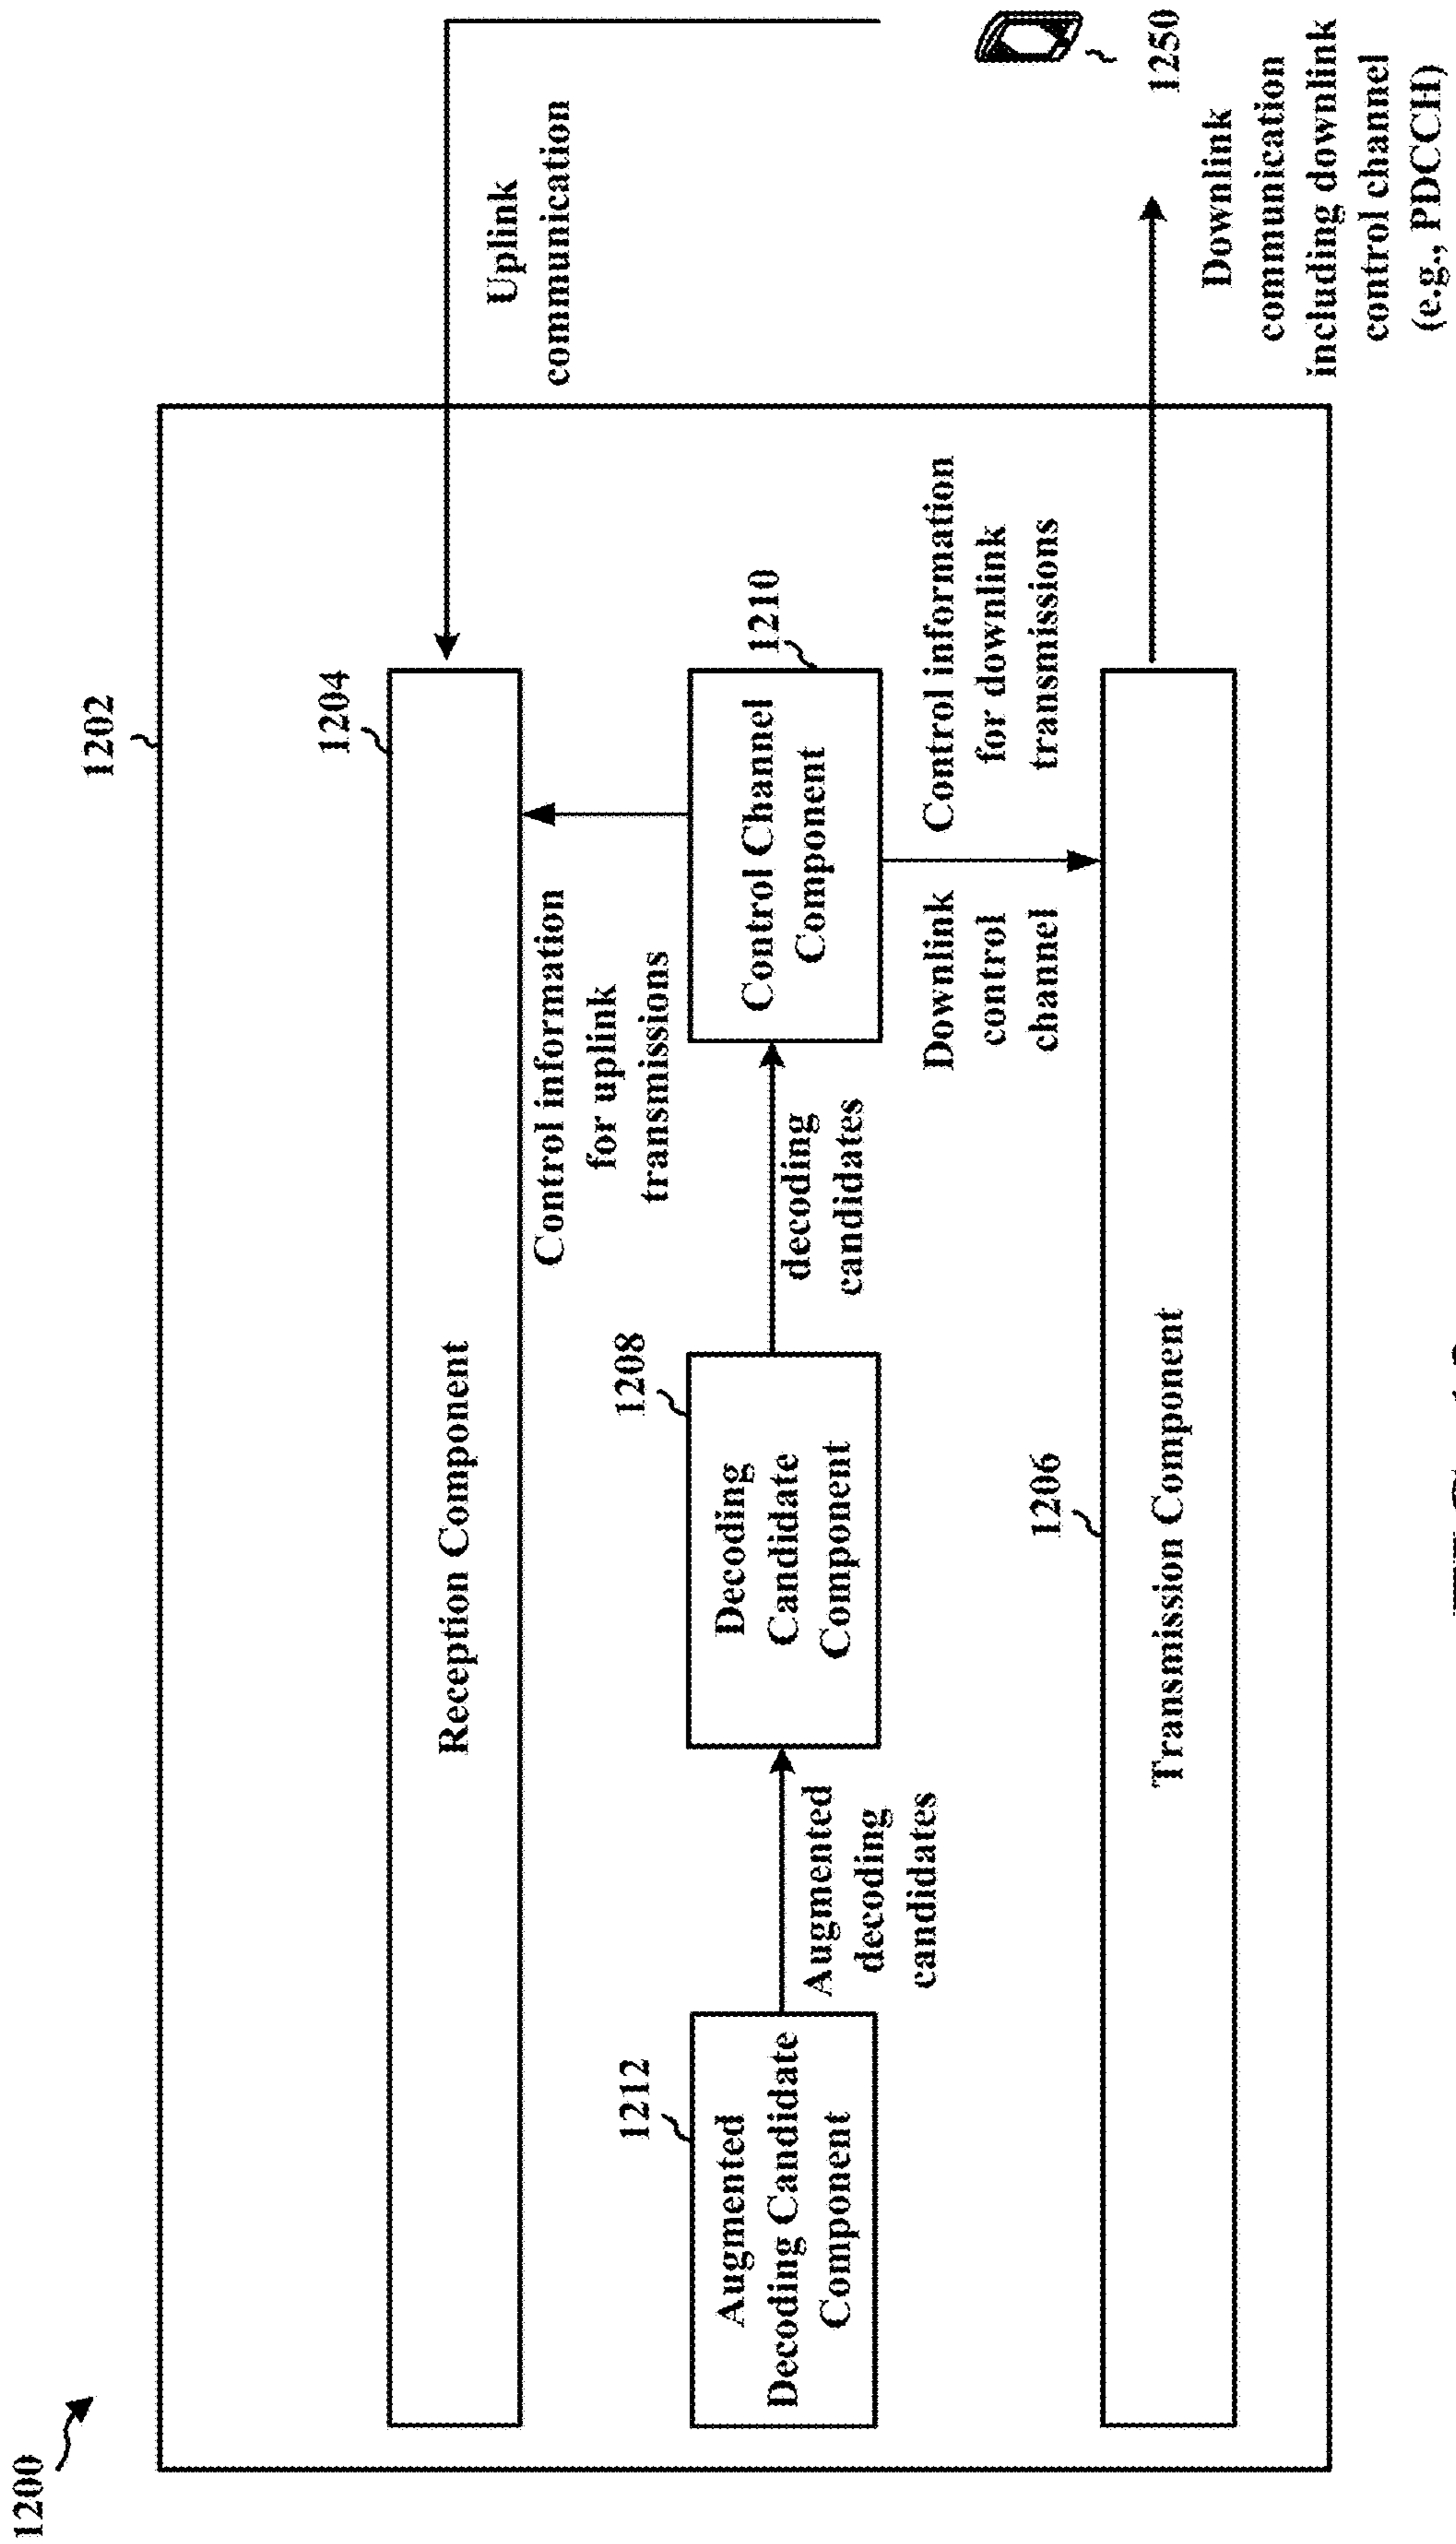 1200
1202
1204
Reception Component
Uplink
communication
Control information
for uplink
transmissions
1212
Augmented
Decoding Candidate
Component
Augmented
decoding
candidates
1208
Decoding
Candidate
Component
decoding
candidates
1210
Control Channel
Component
Downlink
control
channel
Control information
for downlink
transmissions
1206
Transmission Component
1250
Downlink
communication
including downlink
control channel
(e.g., PDCCH)